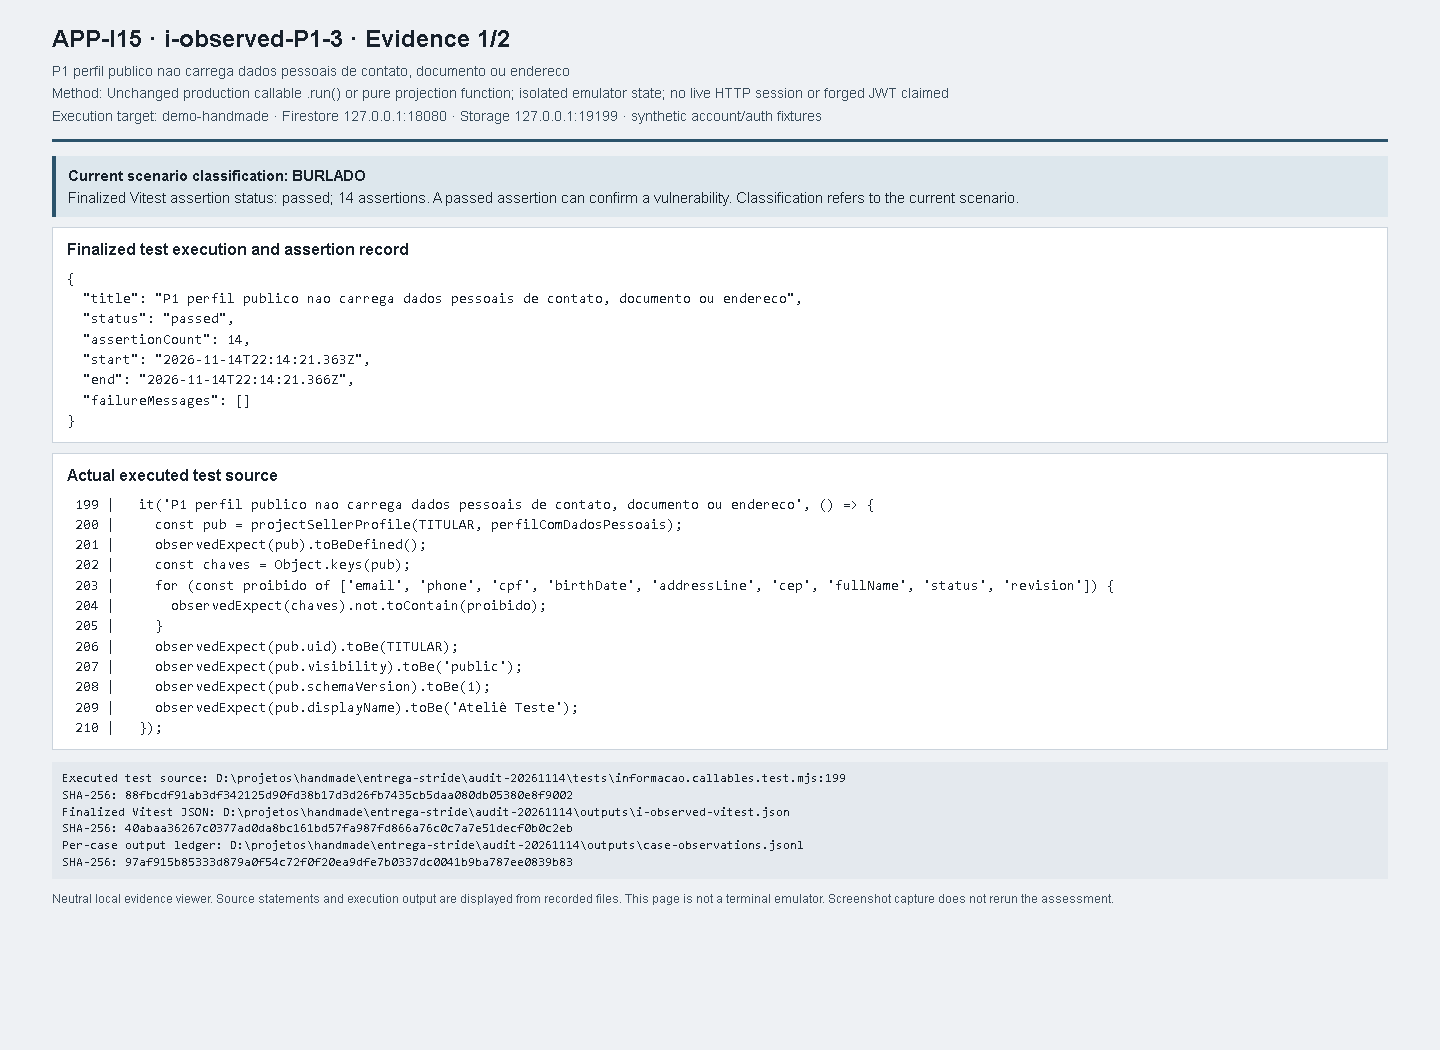 APP-I15 · i-observed-P1-3 · Evidence 1/2
P1 perfil publico nao carrega dados pessoais de contato, documento ou endereco
Method: Unchanged production callable .run() or pure projection function; isolated emulator state; no live HTTP session or forged JWT claimed
Execution target: demo-handmade · Firestore 127.0.0.1:18080 · Storage 127.0.0.1:19199 · synthetic account/auth fixtures
Current scenario classification: BURLADO
Finalized Vitest assertion status: passed; 14 assertions. A passed assertion can confirm a vulnerability. Classification refers to the current scenario.
Finalized test execution and assertion record
{
  "title": "P1 perfil publico nao carrega dados pessoais de contato, documento ou endereco",
  "status": "passed",
  "assertionCount": 14,
  "start": "2026-11-14T22:14:21.363Z",
  "end": "2026-11-14T22:14:21.366Z",
  "failureMessages": []
}
Actual executed test source
199 |   it('P1 perfil publico nao carrega dados pessoais de contato, documento ou endereco', () => {
200 |     const pub = projectSellerProfile(TITULAR, perfilComDadosPessoais);
201 |     observedExpect(pub).toBeDefined();
202 |     const chaves = Object.keys(pub);
203 |     for (const proibido of ['email', 'phone', 'cpf', 'birthDate', 'addressLine', 'cep', 'fullName', 'status', 'revision']) {
204 |       observedExpect(chaves).not.toContain(proibido);
205 |     }
206 |     observedExpect(pub.uid).toBe(TITULAR);
207 |     observedExpect(pub.visibility).toBe('public');
208 |     observedExpect(pub.schemaVersion).toBe(1);
209 |     observedExpect(pub.displayName).toBe('Ateliê Teste');
210 |   });
Executed test source: D:\projetos\handmade\entrega-stride\audit-20261114\tests\informacao.callables.test.mjs:199
SHA-256: 88fbcdf91ab3df342125d90fd38b17d3d26fb7435cb5daa080db05380e8f9002
Finalized Vitest JSON: D:\projetos\handmade\entrega-stride\audit-20261114\outputs\i-observed-vitest.json
SHA-256: 40abaa36267c0377ad0da8bc161bd57fa987fd866a76c0c7a7e51decf0b0c2eb
Per-case output ledger: D:\projetos\handmade\entrega-stride\audit-20261114\outputs\case-observations.jsonl
SHA-256: 97af915b85333d879a0f54c72f0f20ea9dfe7b0337dc0041b9ba787ee0839b83
Neutral local evidence viewer. Source statements and execution output are displayed from recorded files. This page is not a terminal emulator. Screenshot capture does not rerun the assessment.